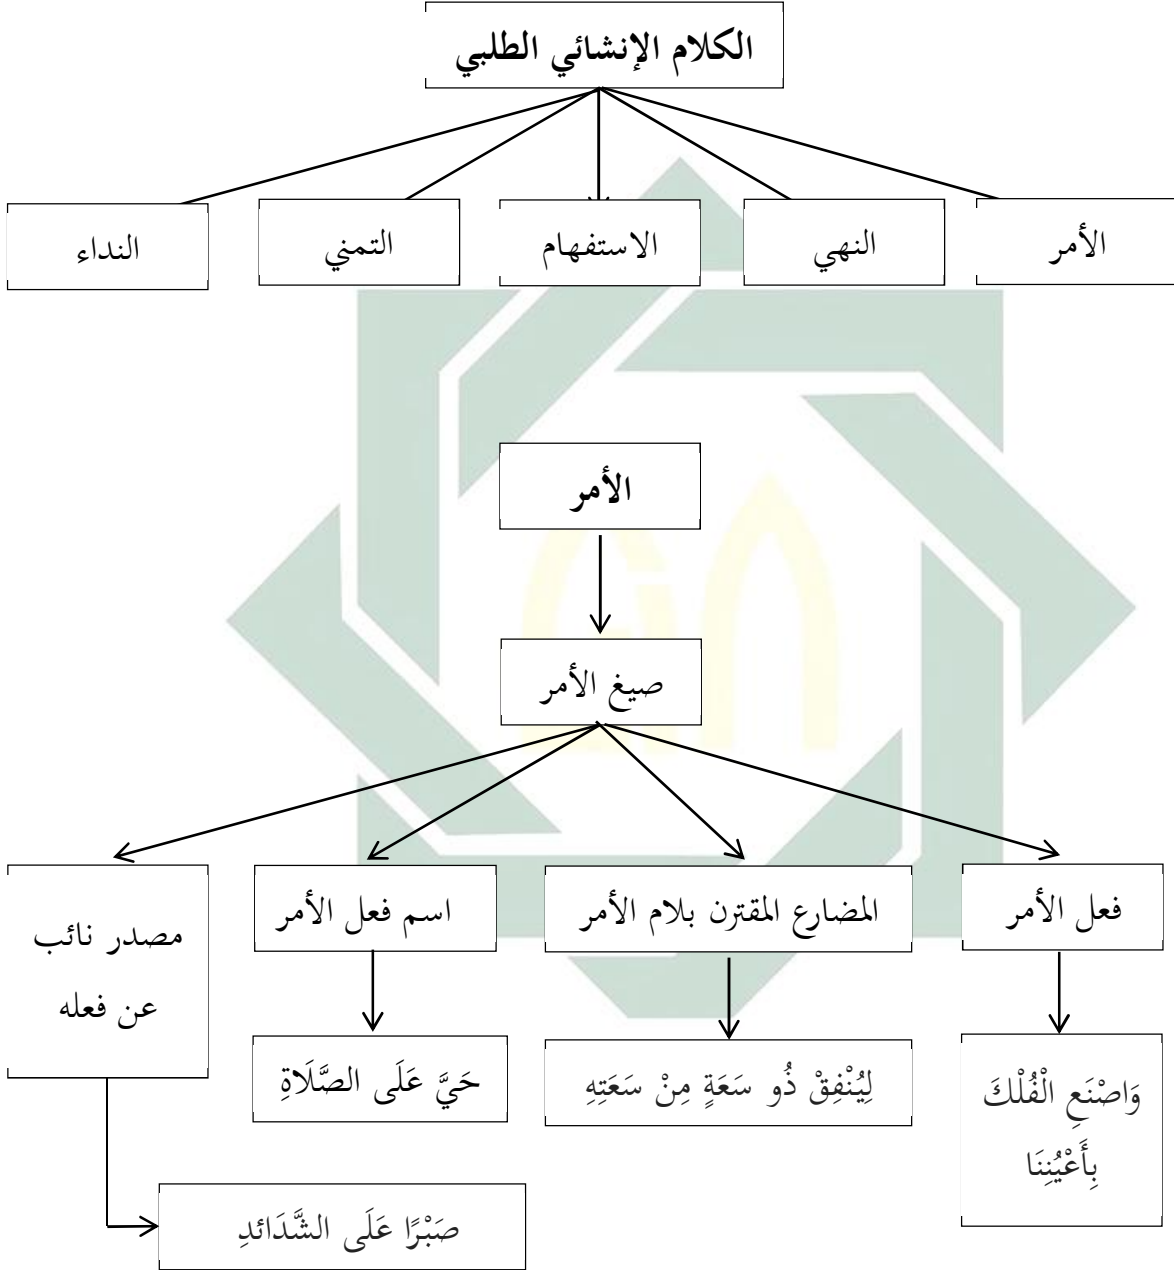 الكلام الإنشائي الطلبي
الأمر
النهي
الاستفهام
التمني
النداء
الأمر
صيغ الأمر
فعل الأمر
المضارع المقترن بلام الأمر
اسم فعل الأمر
مصدر نائب
عن فعله
وَاصْنَعِ الْفُلْكَ
بِأَعْيُنِنَا
لِيُنْفِقْ ذُو سَعَةٍ مِنْ سَعَتِهِ
حَيَّ عَلَى الصَّلَاةِ
صَبْرًا عَلَى الشَّدَائدِ